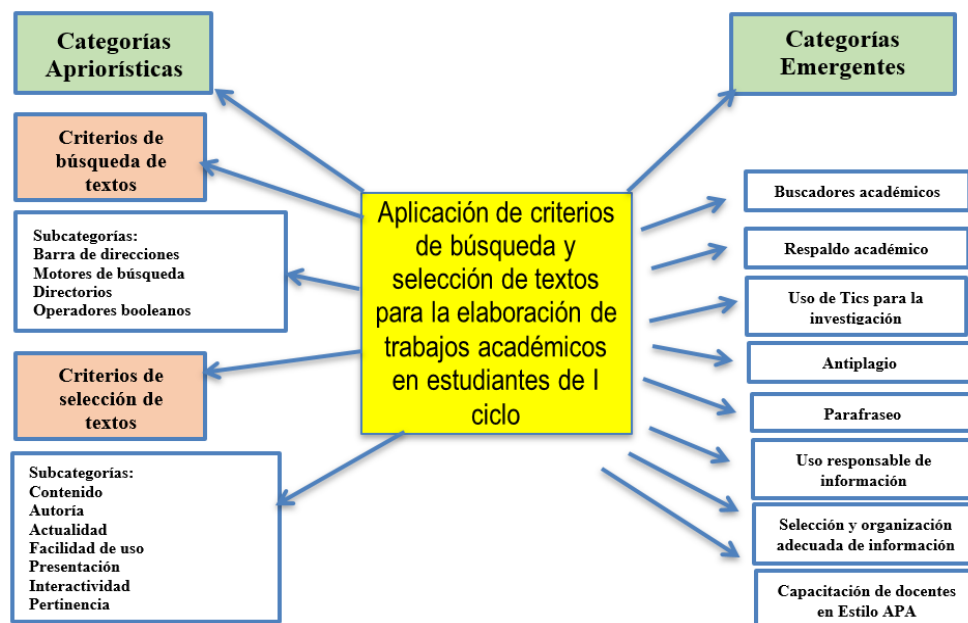 Categorías
Apriorísticas
Criterios de
búsqueda de
textos
Subcategorías:
Barra de direcciones
Motores de búsqueda
Directorios
Operadores booleanos
Criterios de
selección de
textos
Subcategorías:
Contenido
Autoría
Actualidad
Facilidad de uso
Presentación
Interactividad
Pertinencia
Aplicación de criterios
de búsqueda y
selección de textos
para la elaboración de
trabajos académicos
en estudiantes de I
ciclo
Categorías
Emergentes
Buscadores académicos
Respaldo académico
Uso de Tics para la
investigación
Antiplagio
Parafraseo
Uso responsable de
información
Selección y organización
adecuada de información
Capacitación de docentes
en Estilo APA